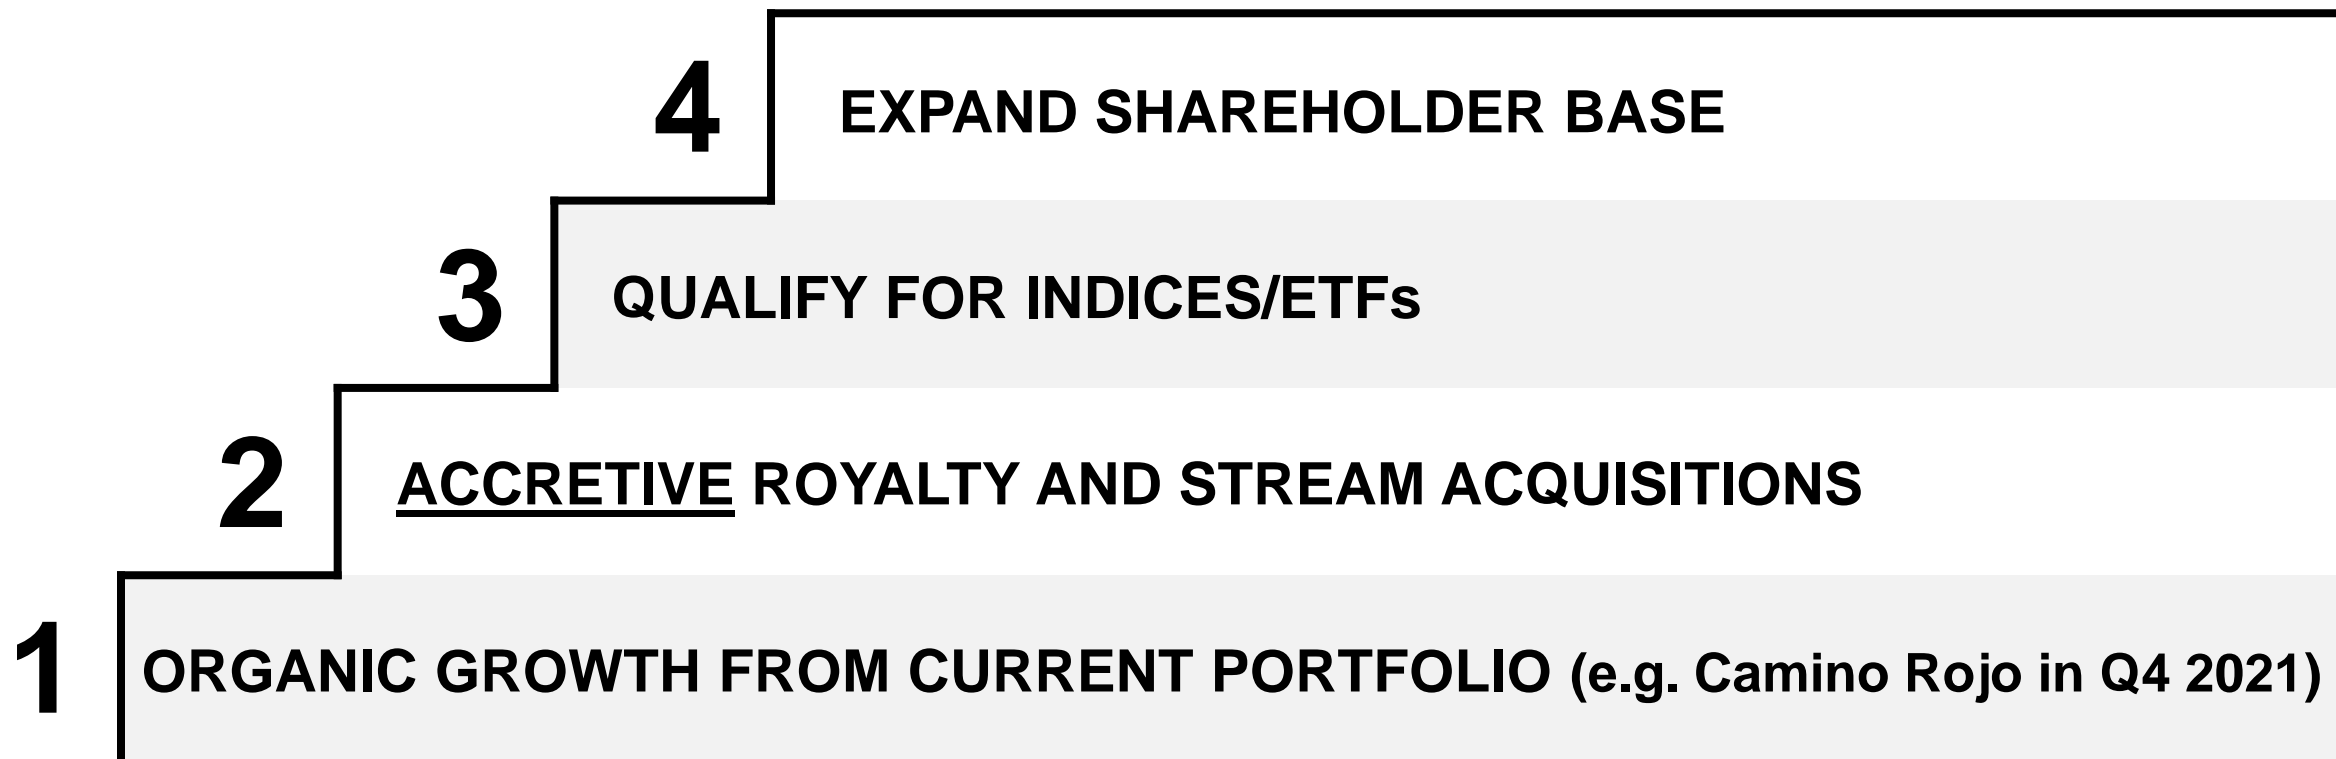 4 EXPAND SHAREHOLDER BASE
3 QUALIFY FOR INDICES/ETFs
2 ACCRETIVE ROYALTY AND STREAM ACQUISITIONS
1 ORGANIC GROWTH FROM CURRENT PORTFOLIO (e.g. Camino Rojo in Q4 2021)